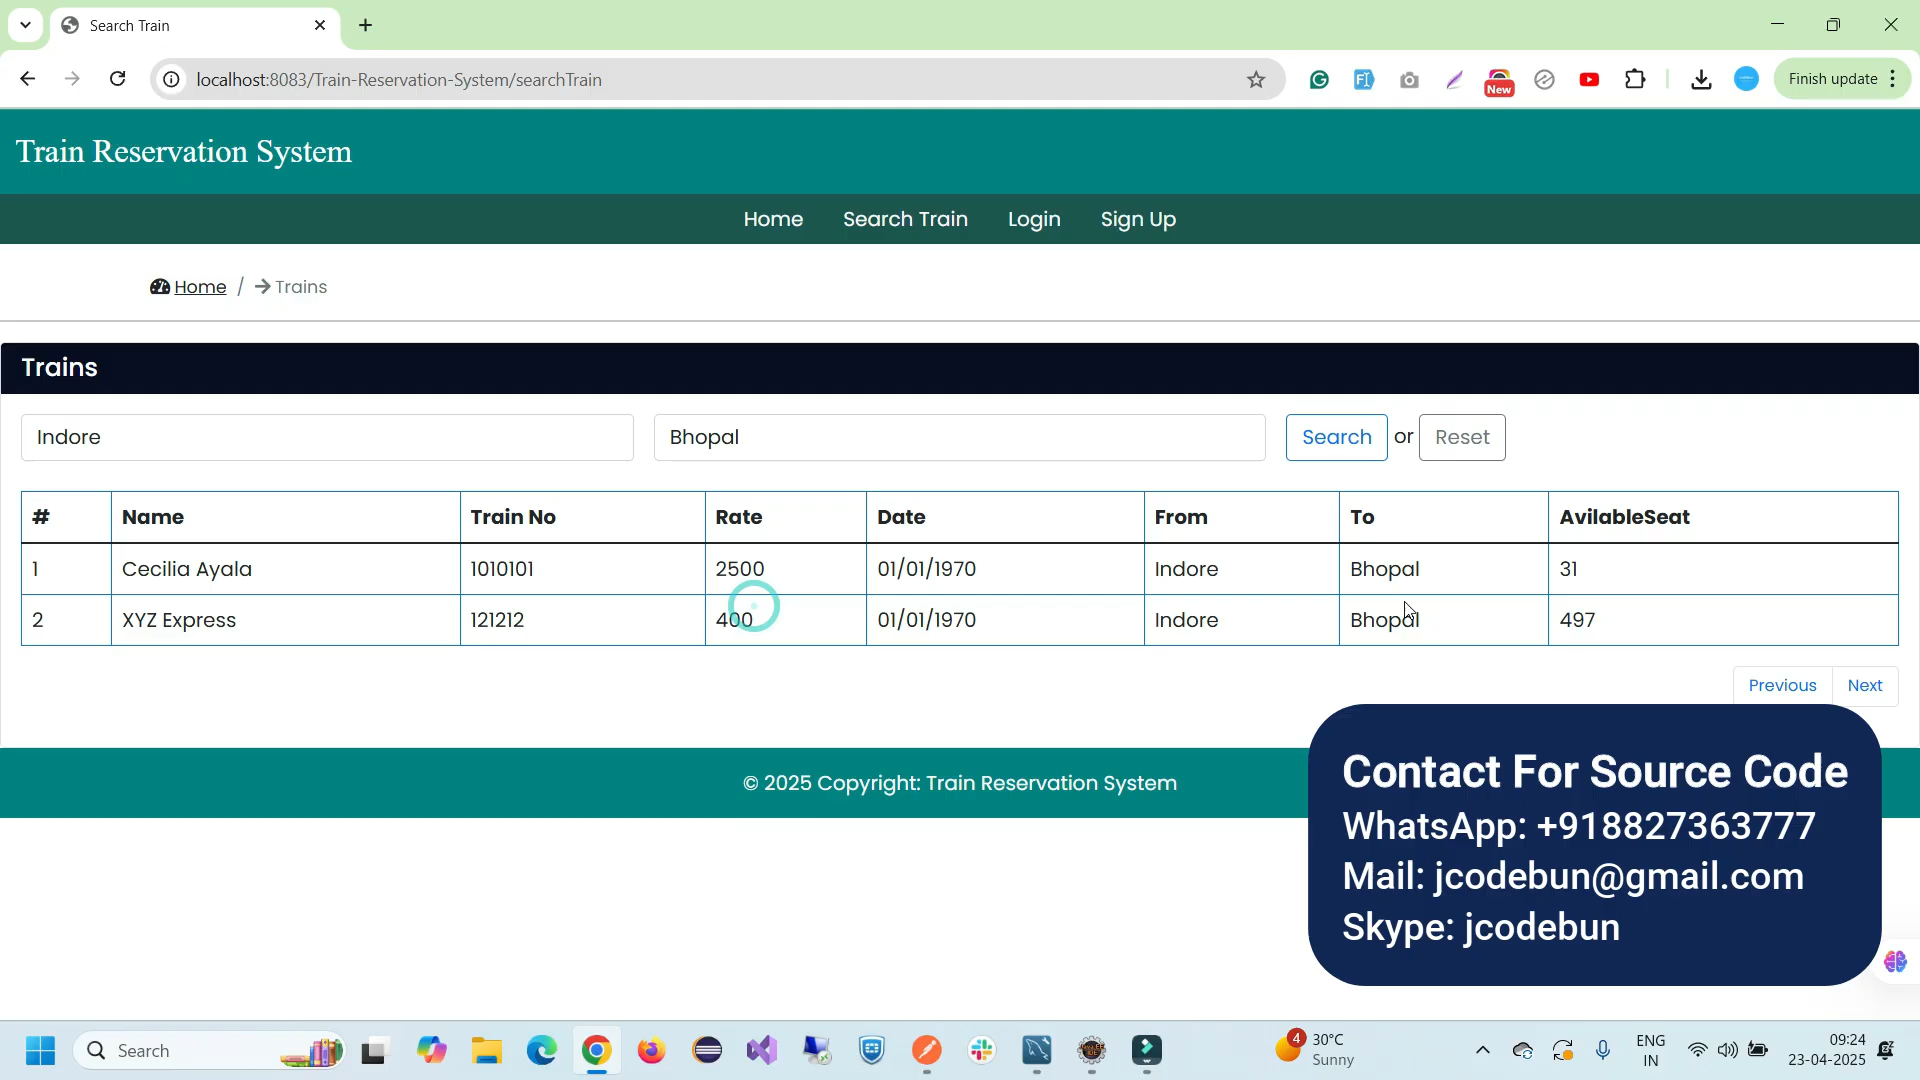 Search Train
localhost:8083/Train-Reservation-System/searchTrain
New
Finish update
Train Reservation System
Home Search Train Login Sign Up
Home / Trains
Trains
Indore Bhopal Search or Reset
# Name Train No Rate Date From To AvilableSeat
1 Cecilia Ayala 1010101 2500 01/01/1970 Indore Bhopal 31
2 XYZ Express 121212 400 01/01/1970 Indore Bhopal 497
Previous Next
© 2025 Copyright: Train Reservation System
Contact For Source Code
WhatsApp: +918827363777
Mail: jcodebun@gmail.com
Skype: jcodebun
Search
4
30°C
Sunny
ENG
IN
09:24
23-04-2025